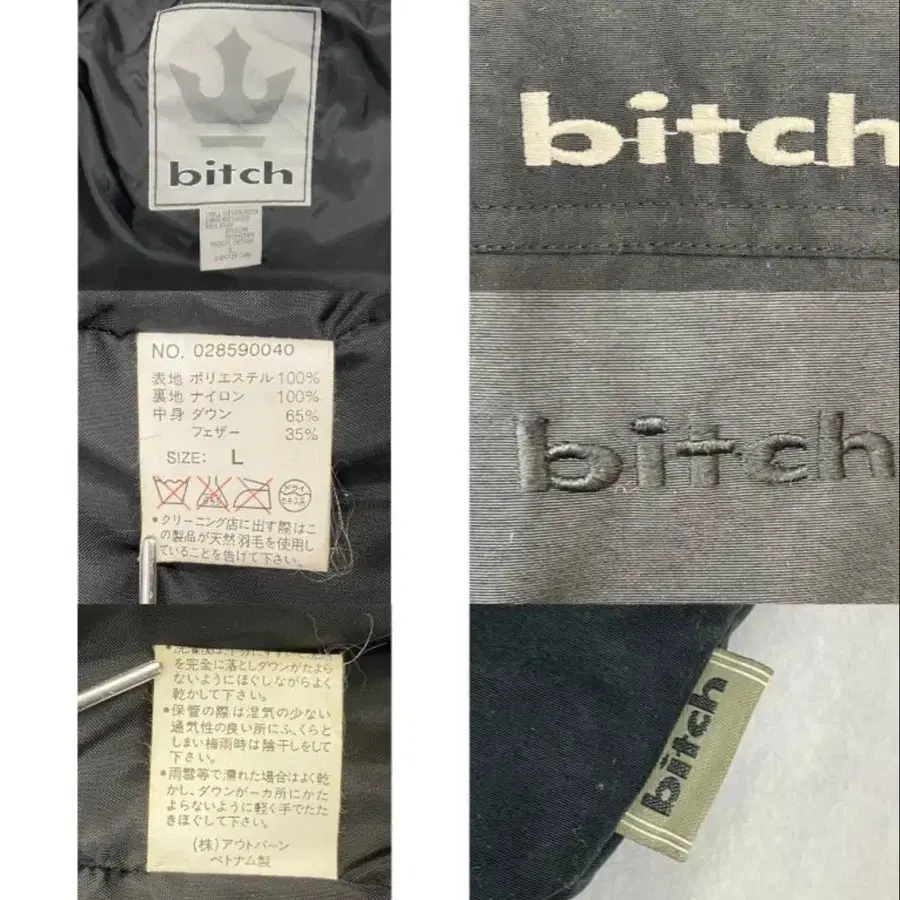 bitch
bitch
bitch
NO. 028590040
表地 ポリエステル 100%
裏地 ナイロン 100%
中身 ダウン 65%
フェザー 35%
SIZE: L
ドライ
•クリーニング店に出す際はこ
の製品が天然羽毛を使用し
ていることを告げて下さい。
を完全に落としダウンがたよら
ないようにほぐしながらよく
乾かして下さい。
•保管の際は湿気の少ない
通気性の良い所にふっくらと
しまい梅雨時は陰干しをして
下さい。
•雨雪等で濡れた場合はよく乾
かし、ダウンが一カ所にかた
よらないように軽く手でたた
きほぐして下さい。
(株)アウトバーン
ベトナム製
bitch